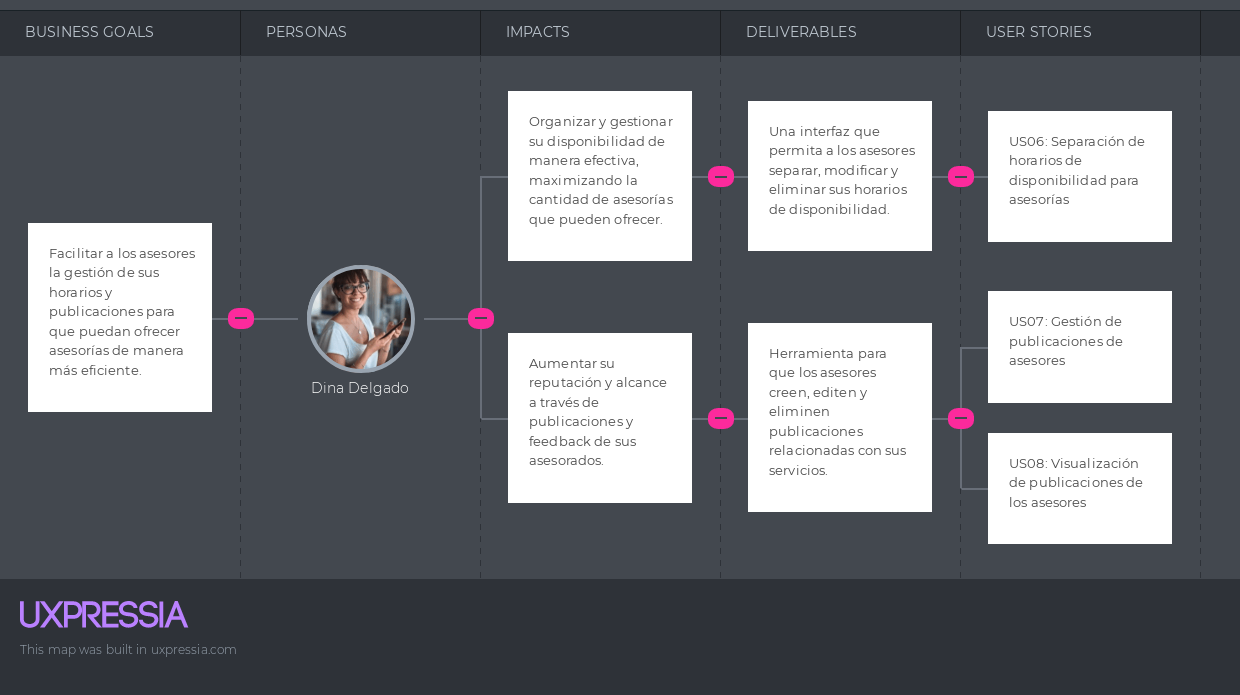 BUSINESS GOALS
PERSONAS
IMPACTS
DELIVERABLES
USER STORIES
Facilitar a los asesores
la gestión de sus
horarios y
publicaciones para
que puedan ofrecer
asesorías de manera
más eficiente.
Dina Delgado
Organizar y gestionar
su disponibilidad de
manera efectiva,
maximizando la
cantidad de asesorías
que pueden ofrecer.
Una interfaz que
permita a los asesores
separar, modificar y
eliminar sus horarios
de disponibilidad.
US06: Separación de
horarios de
disponibilidad para
asesorías
Aumentar su
reputación y alcance
a través de
publicaciones y
feedback de sus
asesorados.
Herramienta para
que los asesores
creen, editen y
eliminen
publicaciones
relacionadas con sus
servicios.
US07: Gestión de
publicaciones de
asesores
US08: Visualización
de publicaciones de
los asesores
UXPRESSIA
This map was built in uxpressia.com